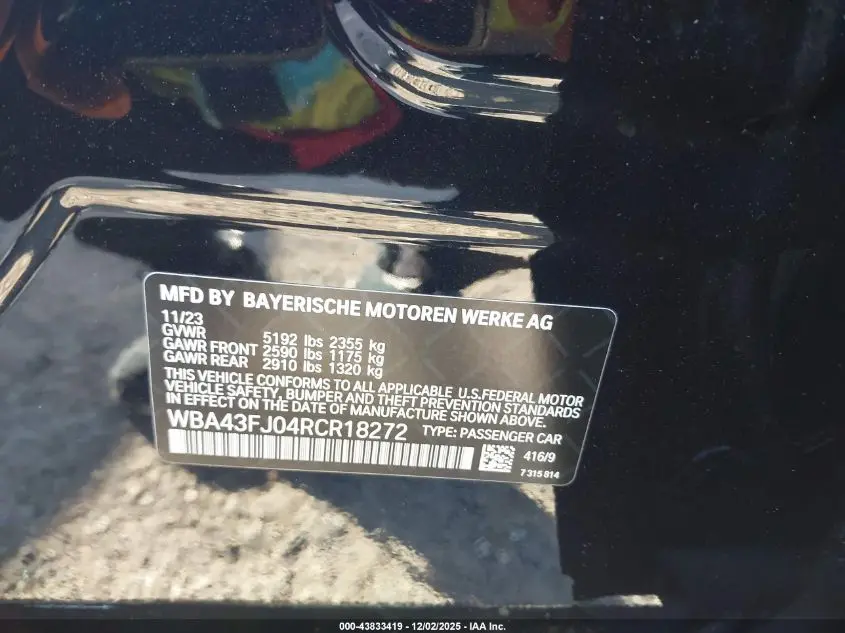 MFD BY BAYERISCHE MOTOREN WERKE AG
11/23
GVWR 5192 lbs 2355 kg
GAWR FRONT 2590 lbs 1175 kg
GAWR REAR 2910 lbs 1320 kg
THIS VEHICLE CONFORMS TO ALL APPLICABLE U.S.FEDERAL MOTOR
VEHICLE SAFETY, BUMPER AND THEFT PREVENTION STANDARDS
IN EFFECT ON THE DATE OF MANUFACTURE SHOWN ABOVE.
WBA43FJ04RCR18272 TYPE: PASSENGER CAR
416/9
7315814
000-43833419 - 12/02/2025 - IAA Inc.